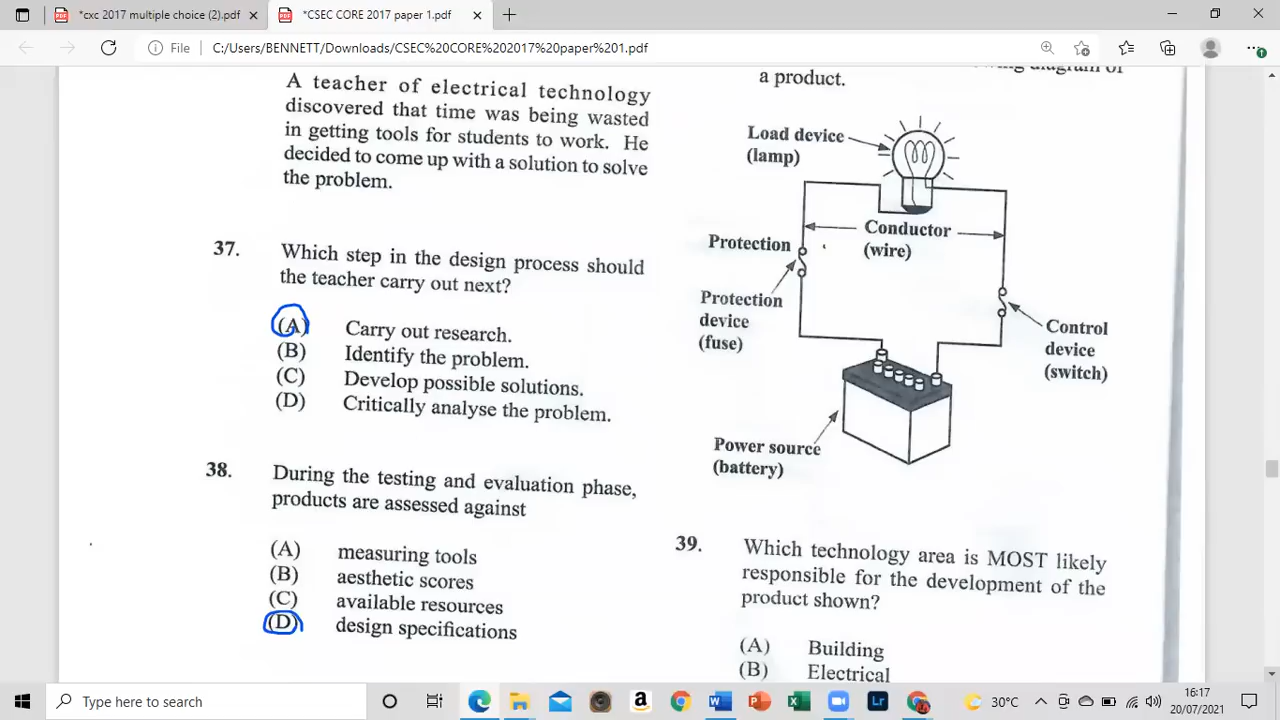 *cxc 2017 multiple choice (2).pdf
*CSEC CORE 2017 paper 1.pdf
File
C:/Users/BENNETT/Downloads/CSEC%20CORE%202017%20paper%201.pdf
A teacher of electrical technology
discovered that time was being wasted
in getting tools for students to work. He
decided to come up with a solution to solve
the problem.
37. Which step in the design process should
the teacher carry out next?
(A) Carry out research.
(B) Identify the problem.
(C) Develop possible solutions.
(D) Critically analyse the problem.
38. During the testing and evaluation phase,
products are assessed against
(A) measuring tools
(B) aesthetic scores
(C) available resources
(D) design specifications
diagram of
a product.
Load device
(lamp)
Conductor
(wire)
Protection
Protection
device
(fuse)
Control
device
(switch)
Power source
(battery)
39. Which technology area is MOST likely
responsible for the development of the
product shown?
(A) Building
(B) Electrical
Type here to search
30°C
16:17
20/07/2021